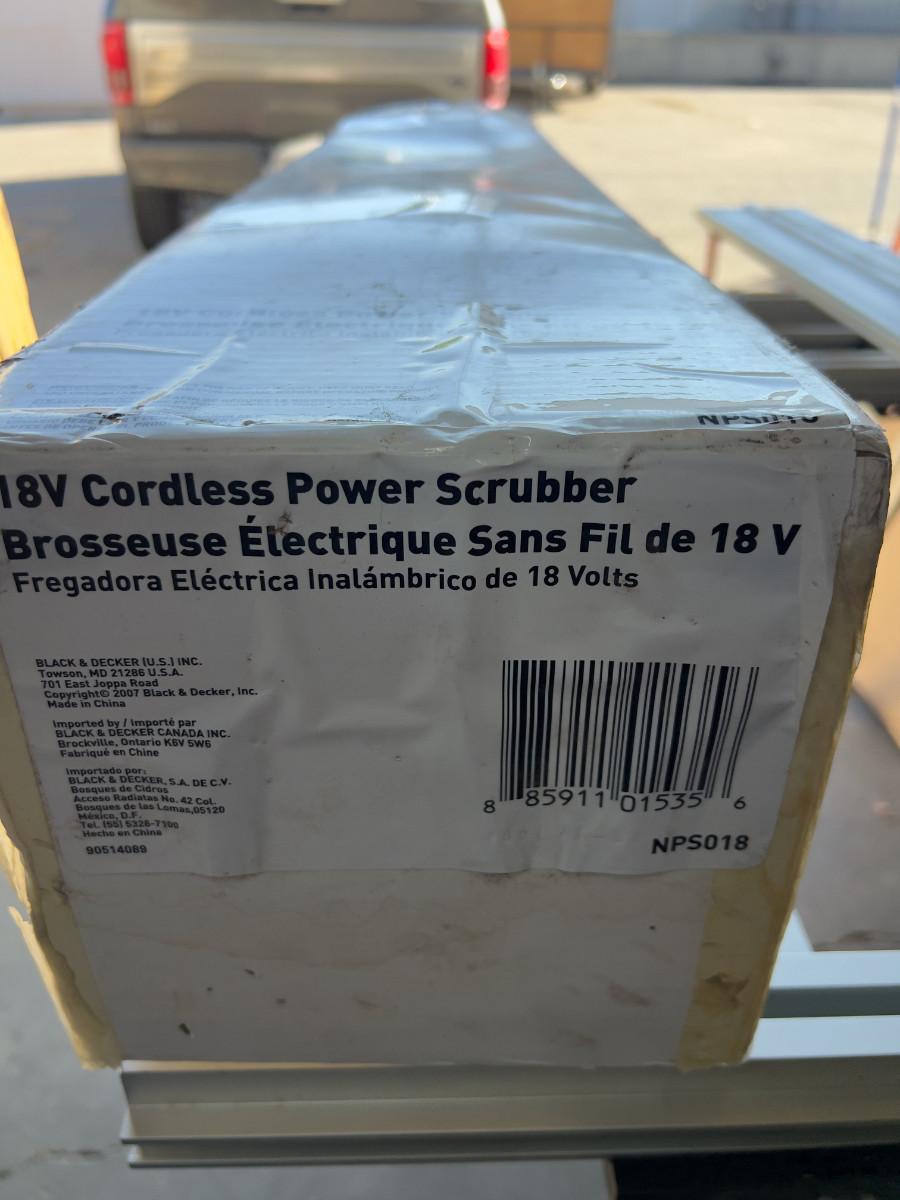 NPS018
18V Cordless Power Scrubber
Brosseuse Électrique Sans Fil de 18 V
Fregadora Eléctrica Inalámbrico de 18 Volts
BLACK & DECKER (U.S.) INC.
Towson, MD 21286 U.S.A.
701 East Joppa Road
Copyright© 2007 Black & Decker, Inc.
Made in China
Imported by / Importé par
BLACK & DECKER CANADA INC.
Brockville, Ontario K6V 5W6
Fabriqué en Chine
Importado por:
BLACK & DECKER, S.A. DE C.V.
Bosques de Cidros
Acceso Radiatas No. 42 Col.
Bosques de las Lomas,05120
México, D.F.
Tel. (55) 5326-7100
Hecho en China
90514089
8 85911 01535 6
NPS018